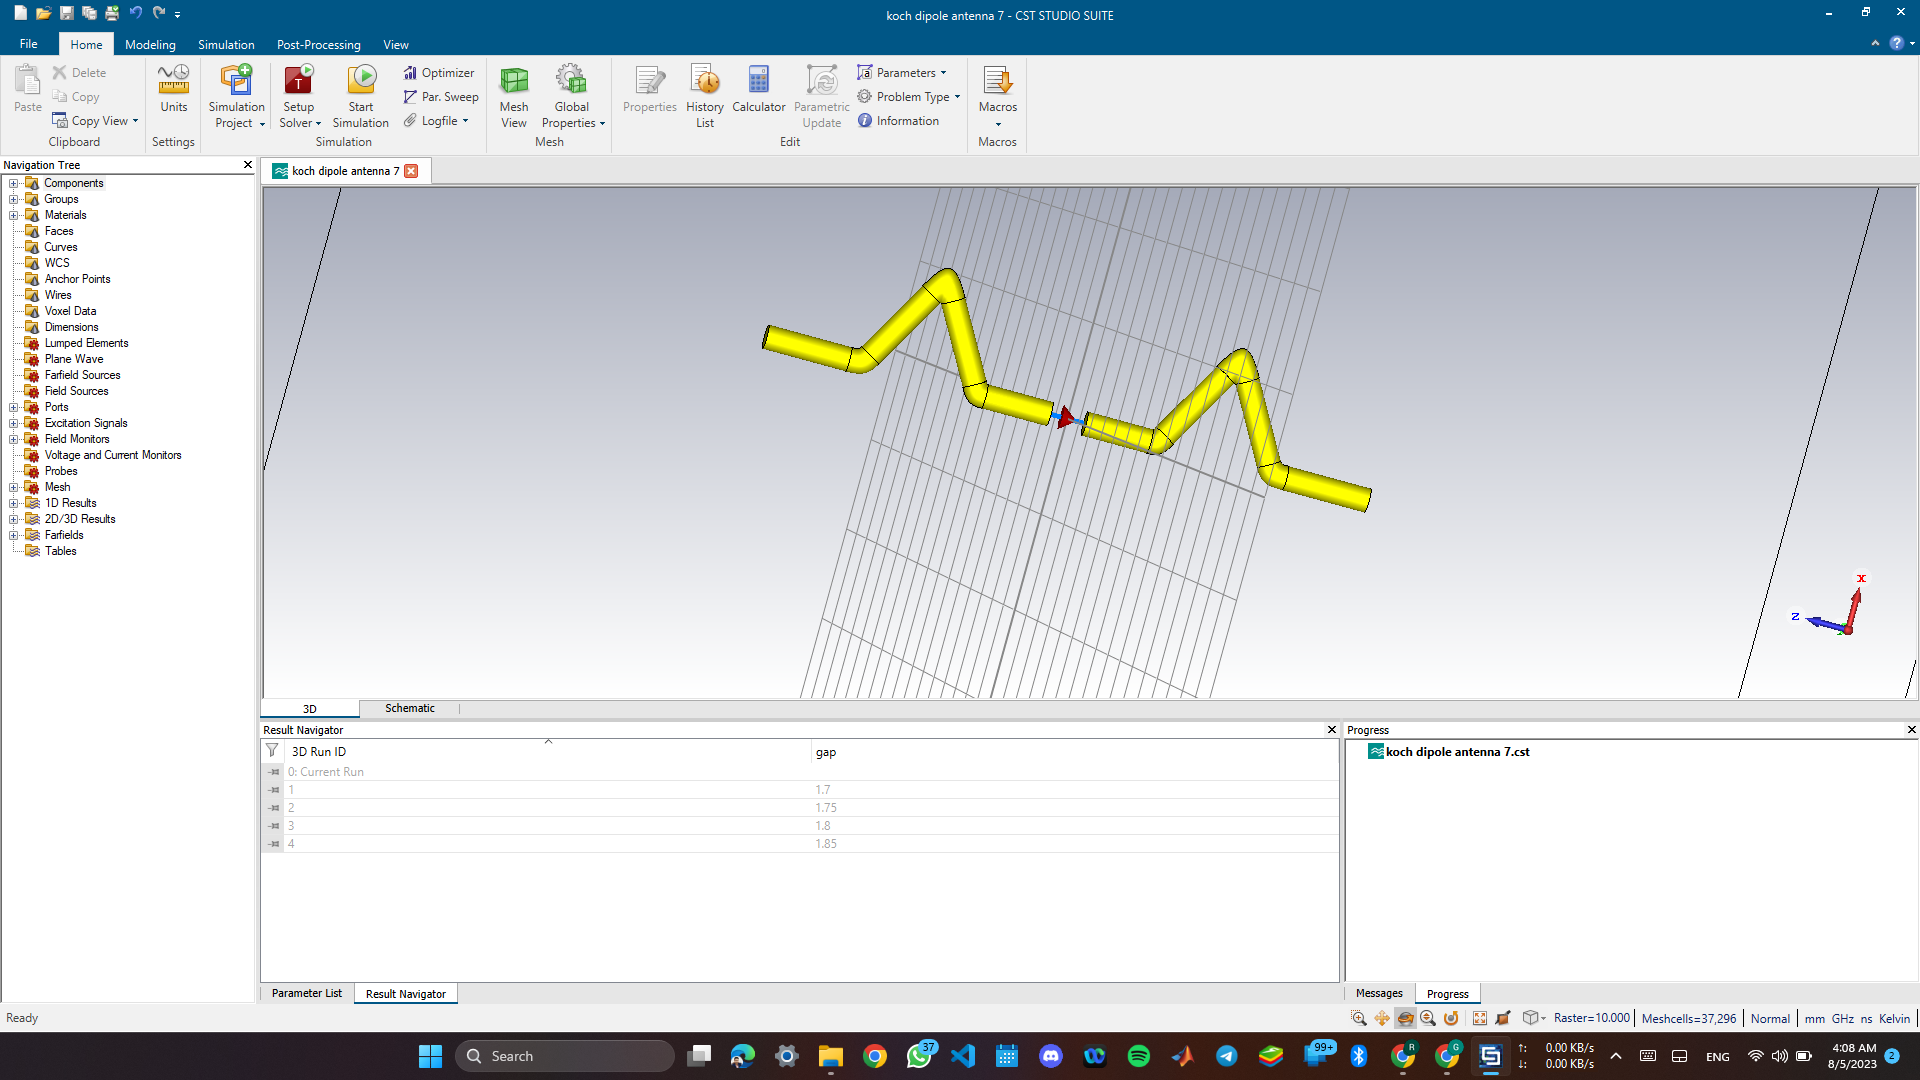 koch dipole antenna 7 - CST STUDIO SUITE
File Home Modeling Simulation Post-Processing View
Paste
Delete
Copy
Copy View
Clipboard
Units
Settings
Simulation Project
Setup Solver
Start Simulation
Optimizer
Par. Sweep
Logfile
Simulation
Mesh View
Global Properties
Mesh
Properties
History List
Calculator
Parametric Update
Parameters
Problem Type
Information
Edit
Macros
Macros
Navigation Tree
Components
Groups
Materials
Faces
Curves
WCS
Anchor Points
Wires
Voxel Data
Dimensions
Lumped Elements
Plane Wave
Farfield Sources
Field Sources
Ports
Excitation Signals
Field Monitors
Voltage and Current Monitors
Probes
Mesh
1D Results
2D/3D Results
Farfields
Tables
koch dipole antenna 7
x
z
3D Schematic
Result Navigator
3D Run ID gap
0: Current Run
1 1.7
2 1.75
3 1.8
4 1.85
Parameter List Result Navigator
Progress
koch dipole antenna 7.cst
Messages Progress
Ready
Raster=10.000 Meshcells=37,296 Normal mm GHz ns Kelvin
Search
37
99+
R
G
0.00 KB/s
0.00 KB/s
ENG
4:08 AM
8/5/2023
2